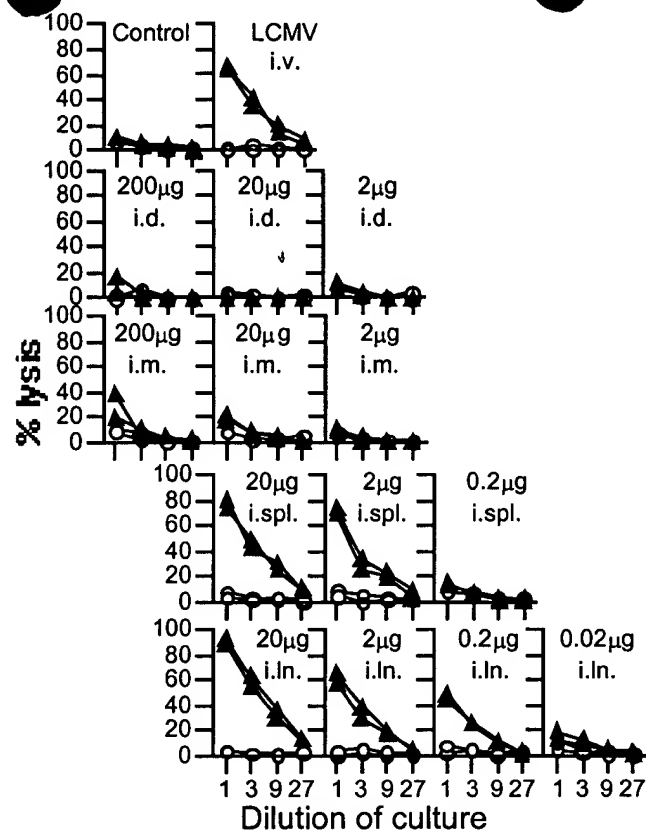 100
80
60
40
20
0
Control
LCMV
i.v.
100
80
60
40
20
0
200µg
i.d.
20µg
i.d.
2µg
i.d.
100
80
60
40
20
0
200µg
i.m.
20µg
i.m.
2µg
i.m.
% lysis
100
80
60
40
20
0
20µg
i.spl.
2µg
i.spl.
0.2µg
i.spl.
100
80
60
40
20
0
20µg
i.ln.
2µg
i.ln.
0.2µg
i.ln.
0.02µg
i.ln.
1 3 9 27 1 3 9 27 1 3 9 27 1 3 9 27
Dilution of culture